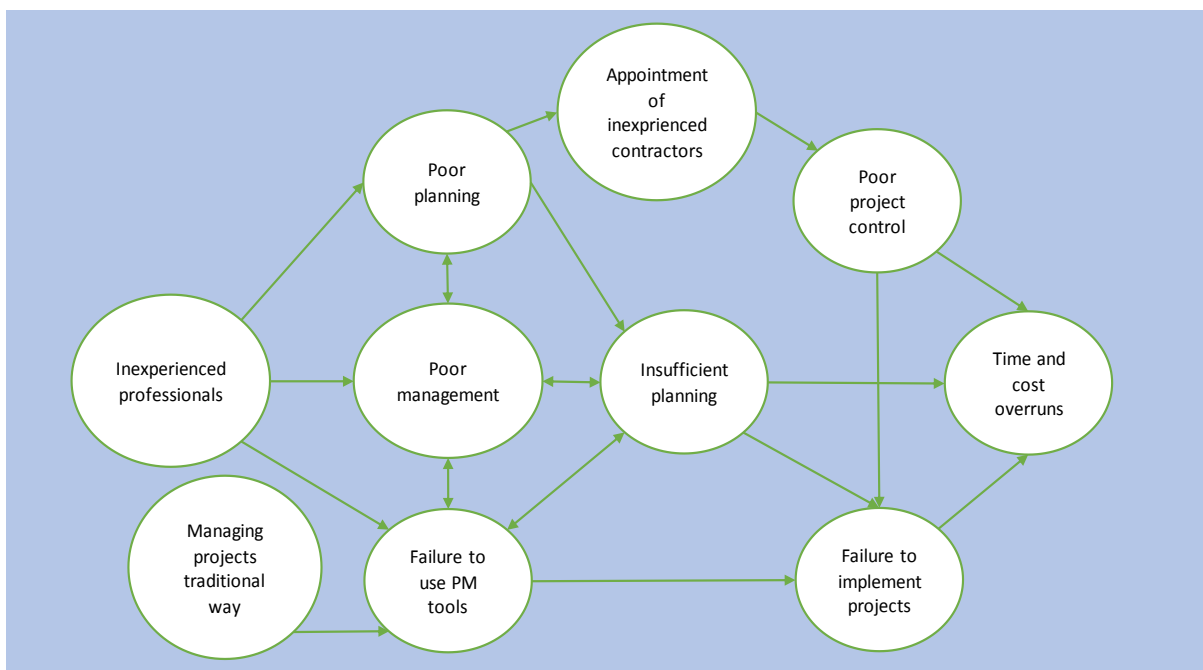 Appointment
of
inexprienced
contractors
Poor
planning
Poor
project
control
Inexperienced
professionals
Poor
management
Insufficient
planning
Time and
cost
overruns
Managing
projects
traditional
way
Failure to
use PM
tools
Failure to
implement
projects